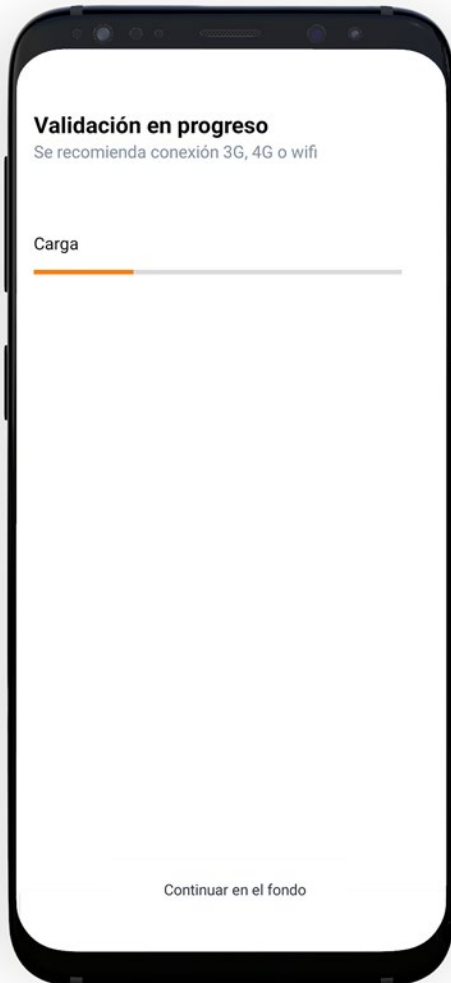 Validación en progreso
Se recomienda conexión 3G, 4G o wifi
Carga
Continuar en el fondo